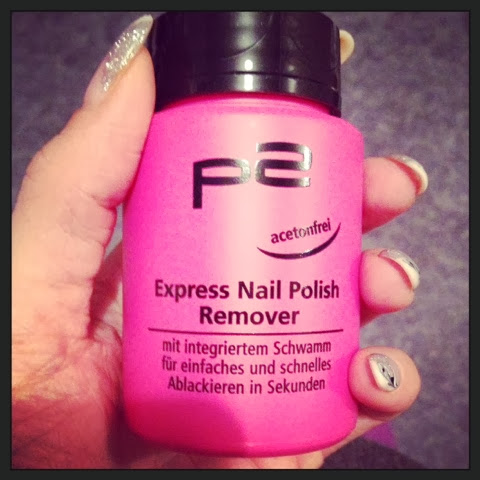 p2
acetonfrei
Express Nail Polish
Remover
mit integriertem Schwamm
für einfaches und schnelles
Ablackieren in Sekunden